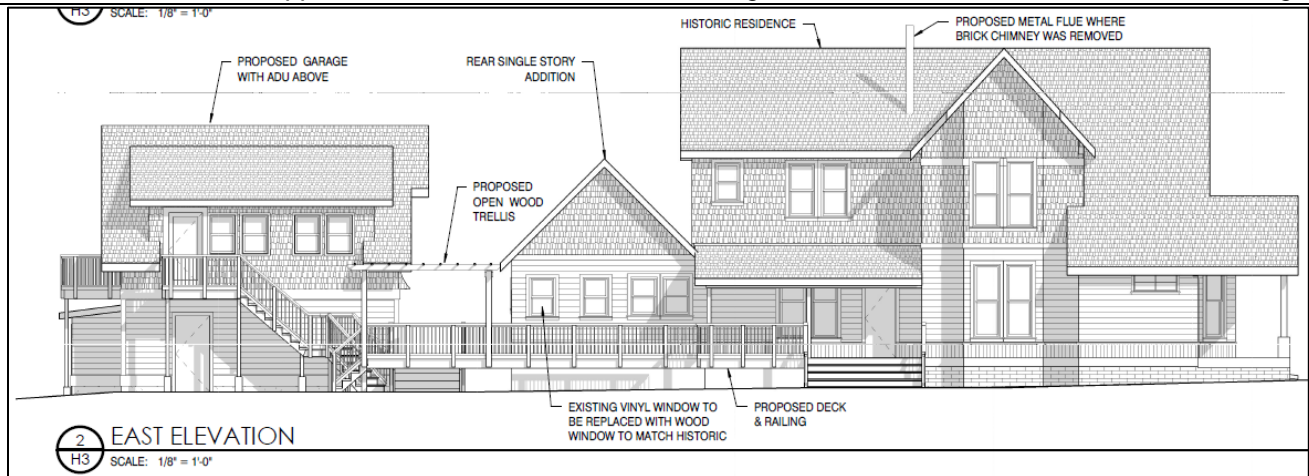 H3 SCALE: 1/8" = 1'-0"
HISTORIC RESIDENCE
PROPOSED METAL FLUE WHERE
BRICK CHIMNEY WAS REMOVED
PROPOSED GARAGE
WITH ADU ABOVE
REAR SINGLE STORY
ADDITION
PROPOSED
OPEN WOOD
TRELLIS
EXISTING VINYL WINDOW TO
BE REPLACED WITH WOOD
WINDOW TO MATCH HISTORIC
PROPOSED DECK
& RAILING
2 EAST ELEVATION
H3 SCALE: 1/8" = 1'-0"